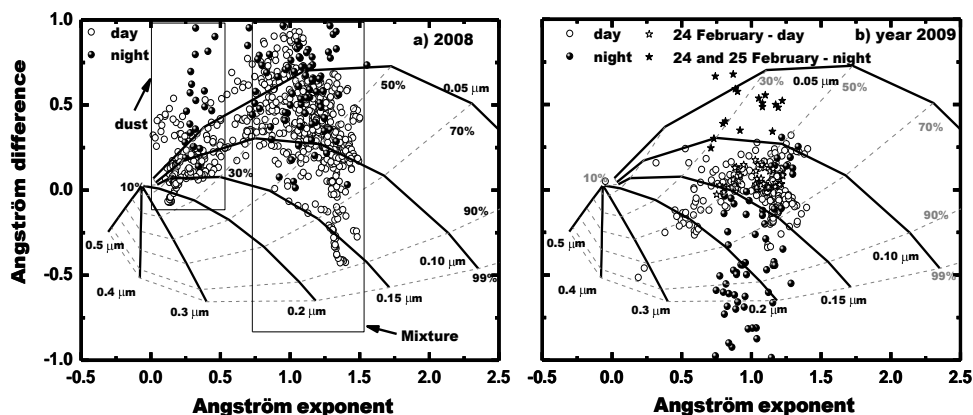 Angström difference
1.0
0.5
0.0
-0.5
-1.0
day
night
a) 2008
dust
50%
0.05 µm
70%
10%
30%
90%
99%
0.5 µm
0.4 µm
0.3 µm
0.2 µm
0.15 µm
0.10 µm
Mixture
-0.5 0.0 0.5 1.0 1.5 2.0 2.5
Angström exponent
day 24 February - day b) year 2009
night 24 and 25 February - night
0.05 µm
30%
50%
70%
10%
90%
99%
0.5 µm
0.4 µm
0.3 µm
0.2 µm
0.15 µm
0.10 µm
-0.5 0.0 0.5 1.0 1.5 2.0 2.5
Angström exponent